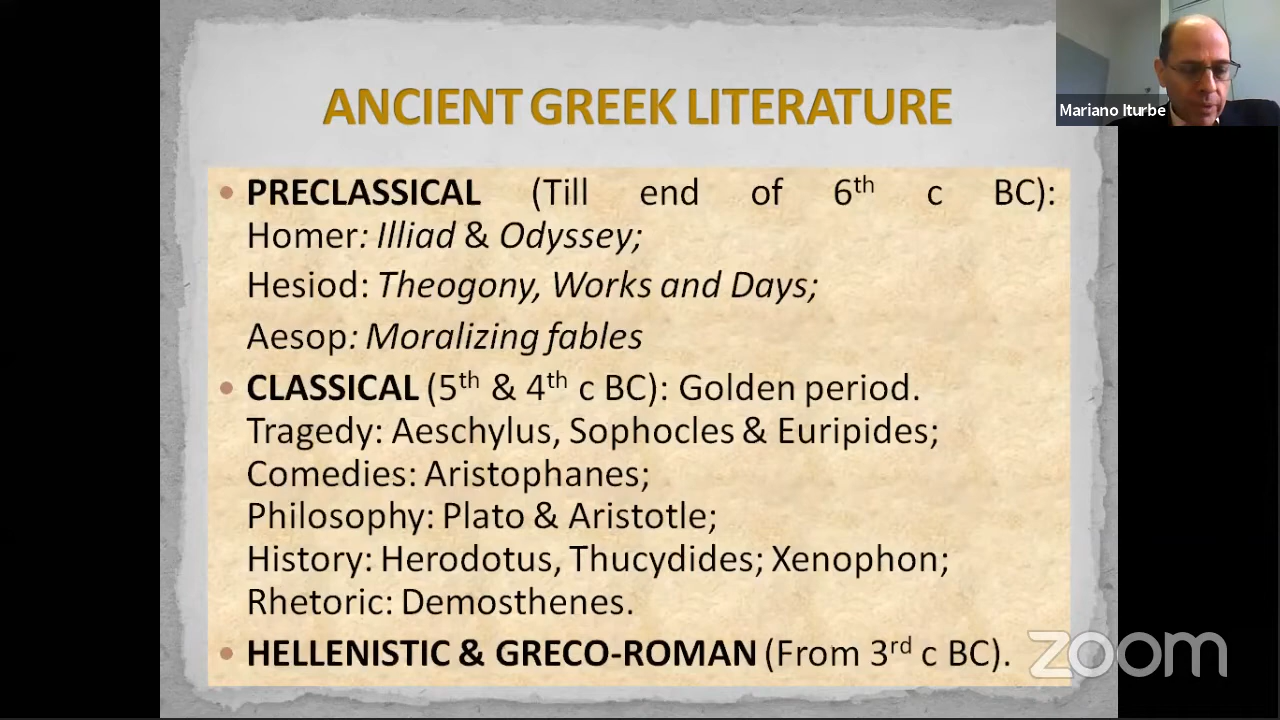 ANCIENT GREEK LITERATURE
Mariano Iturbe
• PRECLASSICAL (Till end of 6th c BC):
Homer: Illiad & Odyssey;
Hesiod: Theogony, Works and Days;
Aesop: Moralizing fables
• CLASSICAL (5th & 4th c BC): Golden period.
Tragedy: Aeschylus, Sophocles & Euripides;
Comedies: Aristophanes;
Philosophy: Plato & Aristotle;
History: Herodotus, Thucydides; Xenophon;
Rhetoric: Demosthenes.
• HELLENISTIC & GRECO-ROMAN (From 3rd c BC).
zoom